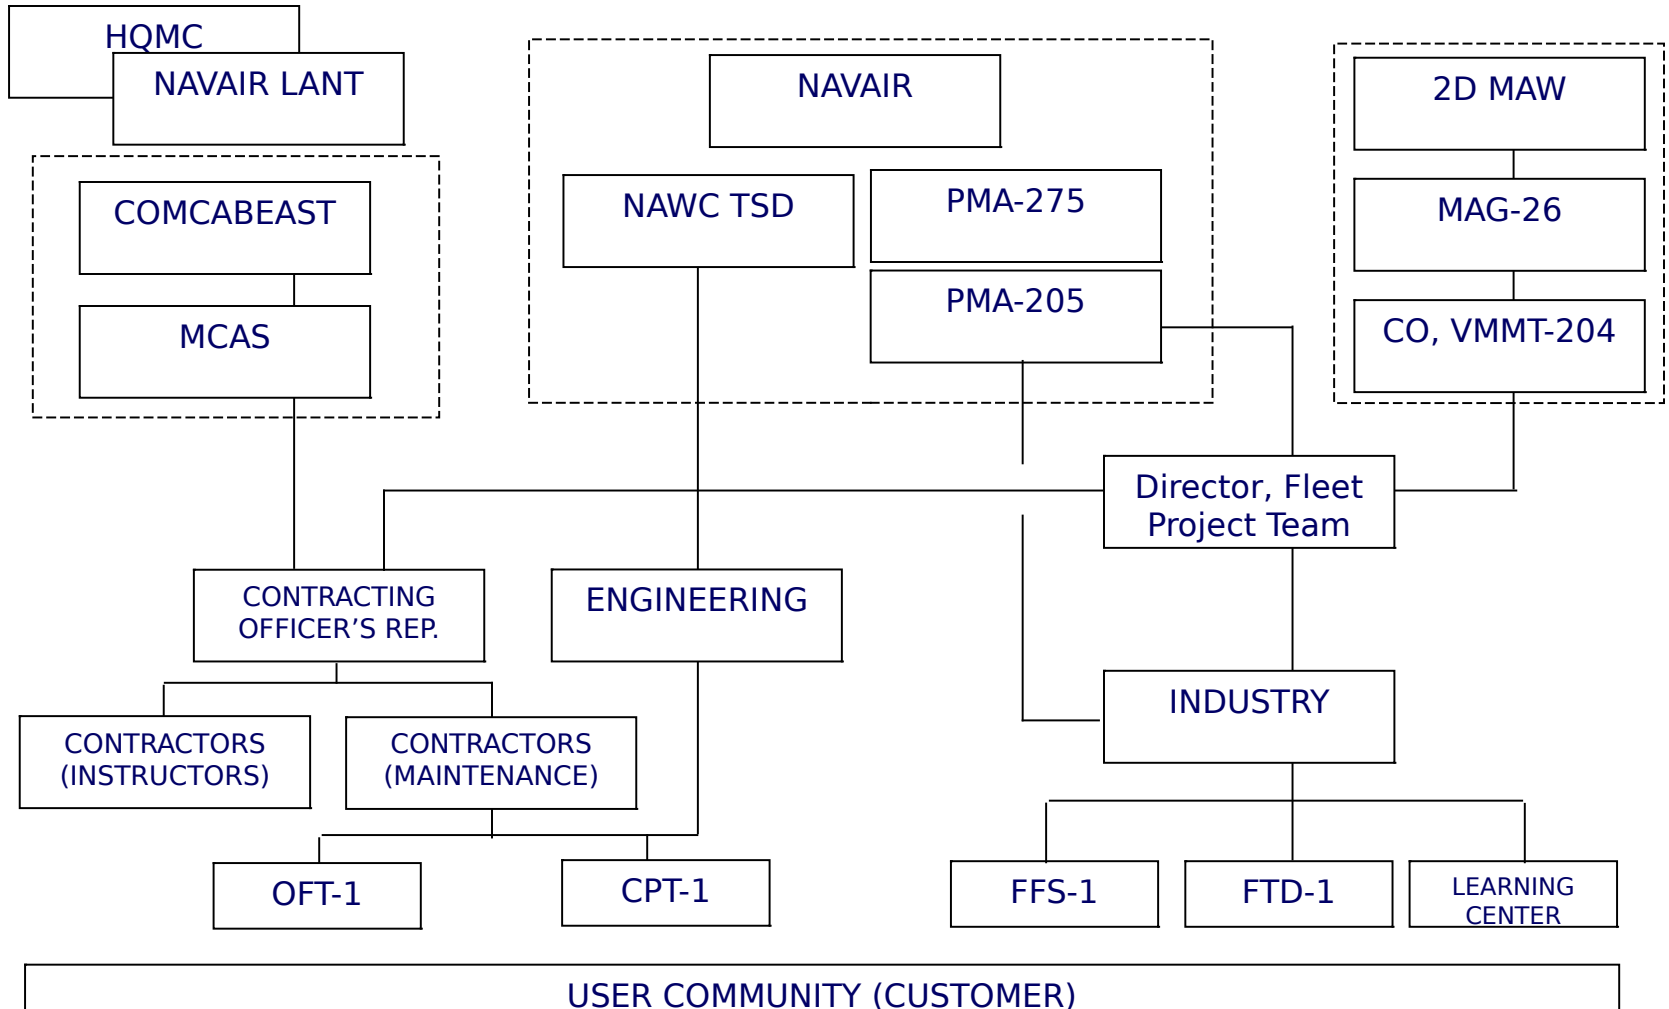 HQMC
NAVAIR LANT
NAVAIR
2D MAW
COMCABEAST
NAWC TSD
PMA-275
MAG-26
MCAS
PMA-205
CO, VMMT-204
Director, Fleet
Project Team
CONTRACTING
OFFICER’S REP.
ENGINEERING
INDUSTRY
CONTRACTORS
(INSTRUCTORS)
CONTRACTORS
(MAINTENANCE)
OFT-1
CPT-1
FFS-1
FTD-1
LEARNING
CENTER
USER COMMUNITY (CUSTOMER)